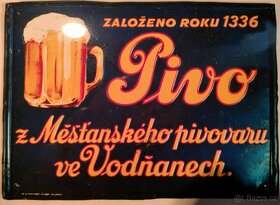 ZALOŽENO ROKU 1336
Pivo
z Měšťanského pivovaru
ve Vodňanech.